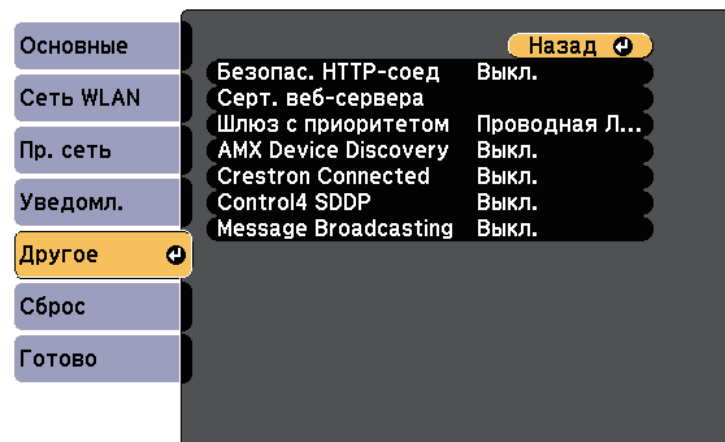 Основные
Сеть WLAN
Пр. сеть
Уведомл.
Другое
Сброс
Готово
Назад
Безопас. HTTP-соед Выкл.
Серт. веб-сервера
Шлюз с приоритетом Проводная Л...
AMX Device Discovery Выкл.
Crestron Connected Выкл.
Control4 SDDP Выкл.
Message Broadcasting Выкл.